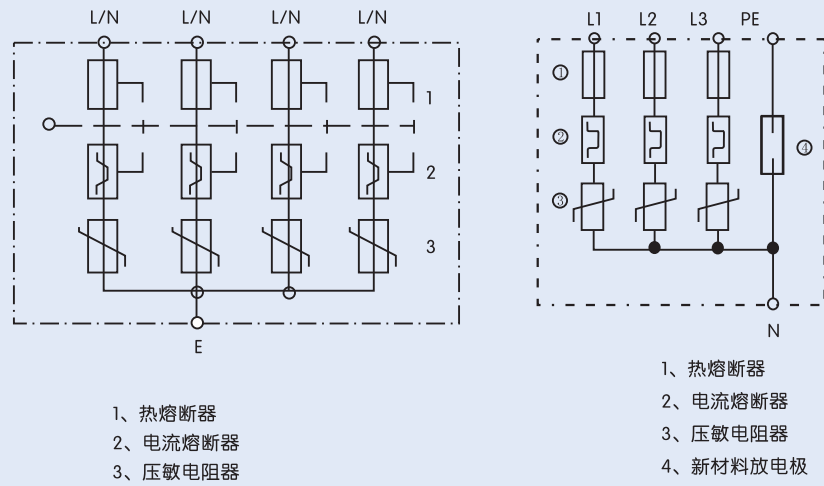 L/N L/N L/N L/N
1
2
3
E
1、热熔断器
2、电流熔断器
3、压敏电阻器
L1 L2 L3 PE
①
②
④
③
N
1、热熔断器
2、电流熔断器
3、压敏电阻器
4、新材料放电极